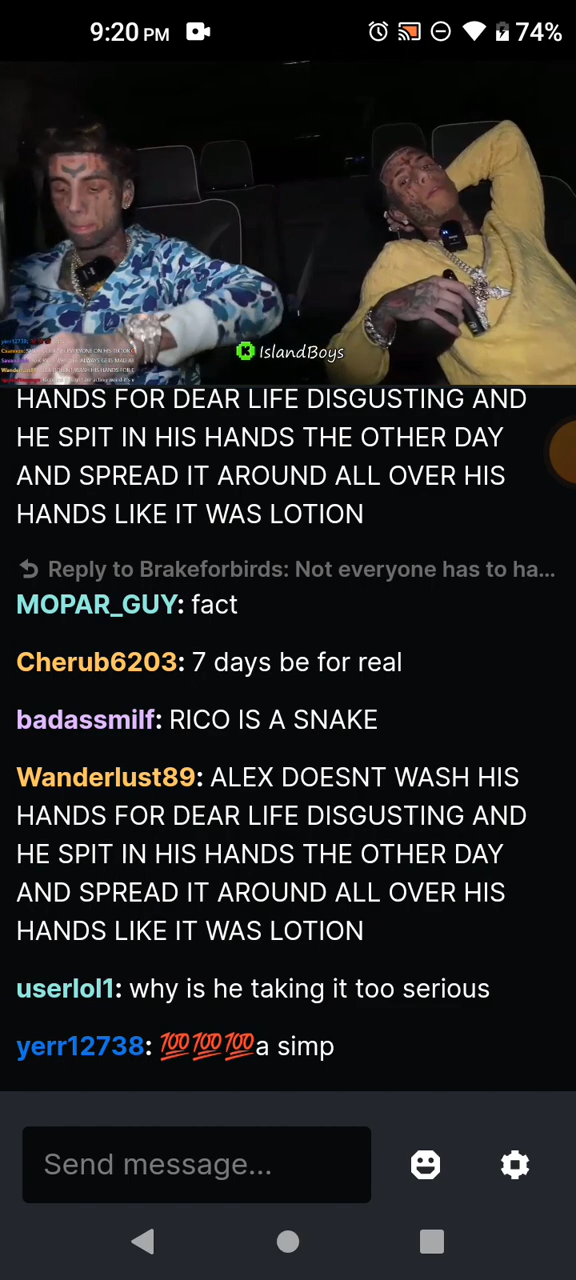 9:20 PM
74%
IslandBoys
HANDS FOR DEAR LIFE DISGUSTING AND
HE SPIT IN HIS HANDS THE OTHER DAY
AND SPREAD IT AROUND ALL OVER HIS
HANDS LIKE IT WAS LOTION
Reply to Brakeforbirds: Not everyone has to ha...
MOPAR_GUY: fact
Cherub6203: 7 days be for real
badassmilf: RICO IS A SNAKE
Wanderlust89: ALEX DOESNT WASH HIS
HANDS FOR DEAR LIFE DISGUSTING AND
HE SPIT IN HIS HANDS THE OTHER DAY
AND SPREAD IT AROUND ALL OVER HIS
HANDS LIKE IT WAS LOTION
userlol1: why is he taking it too serious
yerr12738: 💯💯💯a simp
Send message...